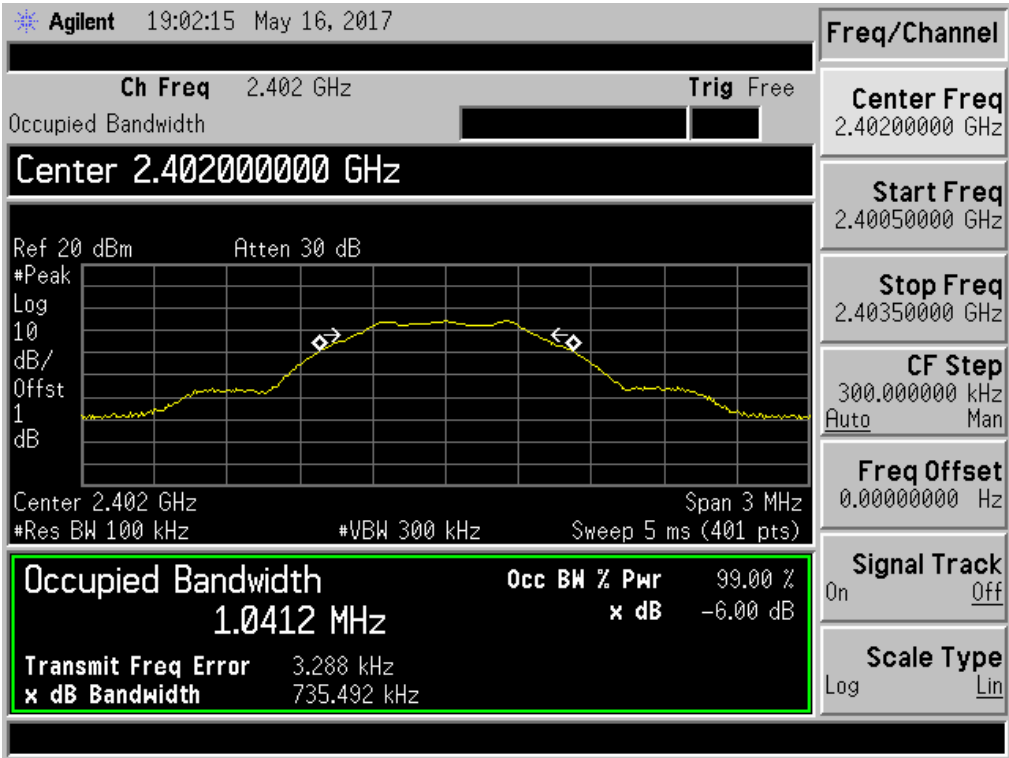 Agilent 19:02:15 May 16, 2017
Freq/Channel
Ch Freq 2.402 GHz Trig Free
Occupied Bandwidth
Center 2.402000000 GHz
Ref 20 dBm Atten 30 dB
#Peak
Log
10
dB/
Offst
1
dB
Center 2.402 GHz Span 3 MHz
#Res BW 100 kHz #VBW 300 kHz Sweep 5 ms (401 pts)
Occupied Bandwidth
1.0412 MHz
Occ BW % Pwr 99.00 %
x dB -6.00 dB
Transmit Freq Error 3.288 kHz
x dB Bandwidth 735.492 kHz
Center Freq
2.40200000 GHz
Start Freq
2.40050000 GHz
Stop Freq
2.40350000 GHz
CF Step
300.000000 kHz
Auto Man
Freq Offset
0.00000000 Hz
Signal Track
On Off
Scale Type
Log Lin